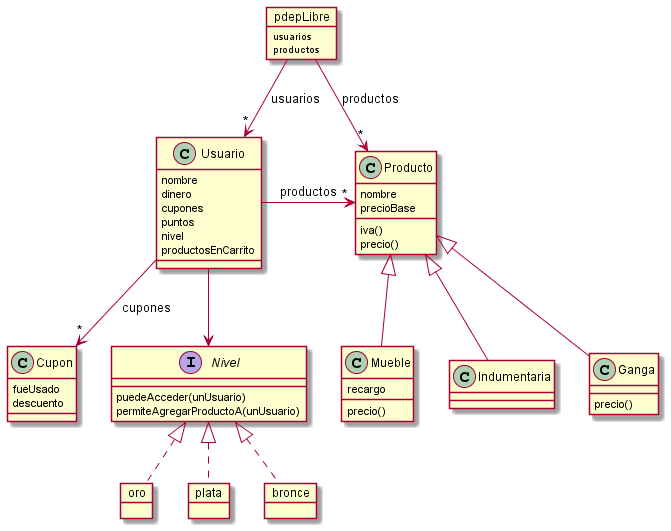 pdepLibre
usuarios
productos
usuarios
productos
*
*
C Usuario
nombre
dinero
cupones
puntos
nivel
productosEnCarrito
productos
*
C Producto
nombre
precioBase
iva()
precio()
cupones
*
C Cupon
fueUsado
descuento
I Nivel
puedeAcceder(unUsuario)
permiteAgregarProductoA(unUsuario)
C Mueble
recargo
precio()
C Indumentaria
C Ganga
precio()
oro
plata
bronce